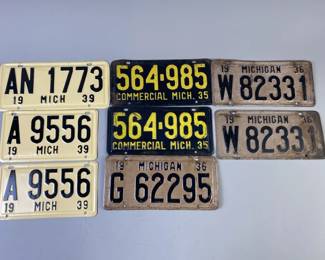 AN 1773
19 MICH 39
564-985
COMMERCIAL MICH. 35
19 MICHIGAN 36
W 82331
A 9556
19 MICH 39
564-985
COMMERCIAL MICH. 35
19 MICHIGAN 36
W 82331
A 9556
19 MICH 39
19 MICHIGAN 36
G 62295